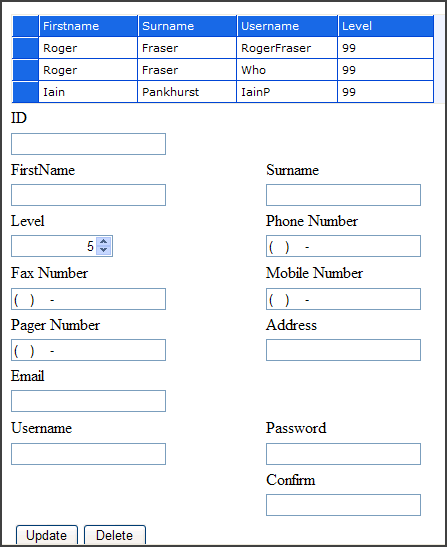 Firstname Surname Username Level
Roger Fraser RogerFraser 99
Roger Fraser Who 99
Iain Pankhurst IainP 99
ID
FirstName Surname
Level Phone Number
5 ( ) -
Fax Number Mobile Number
( ) - ( ) -
Pager Number Address
( ) -
Email
Username Password
Confirm
Update Delete